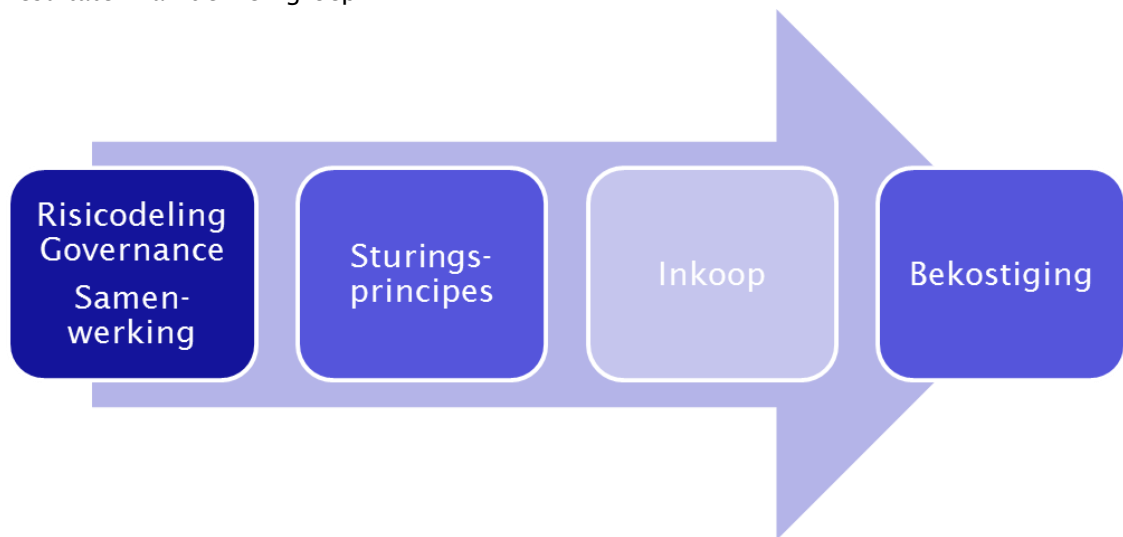 Risicodeling
Governance
Samen-
werking
Sturings-
principes
Inkoop
Bekostiging